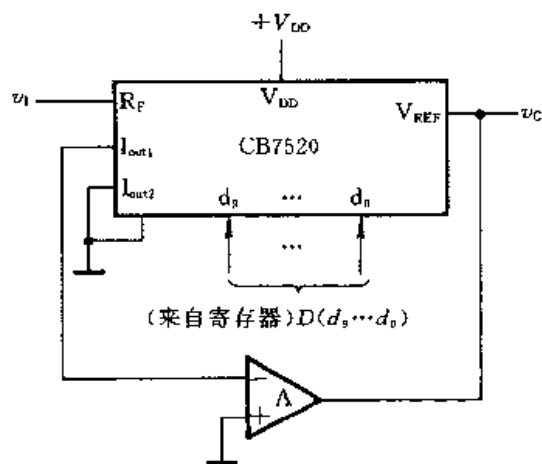 +V_DD
v_I
R_F
V_DD
V_REF
v_O
I_out1
CB7520
I_out2
d_9
…
d_0
…
(来自寄存器)D(d_9…d_0)
−
A
+